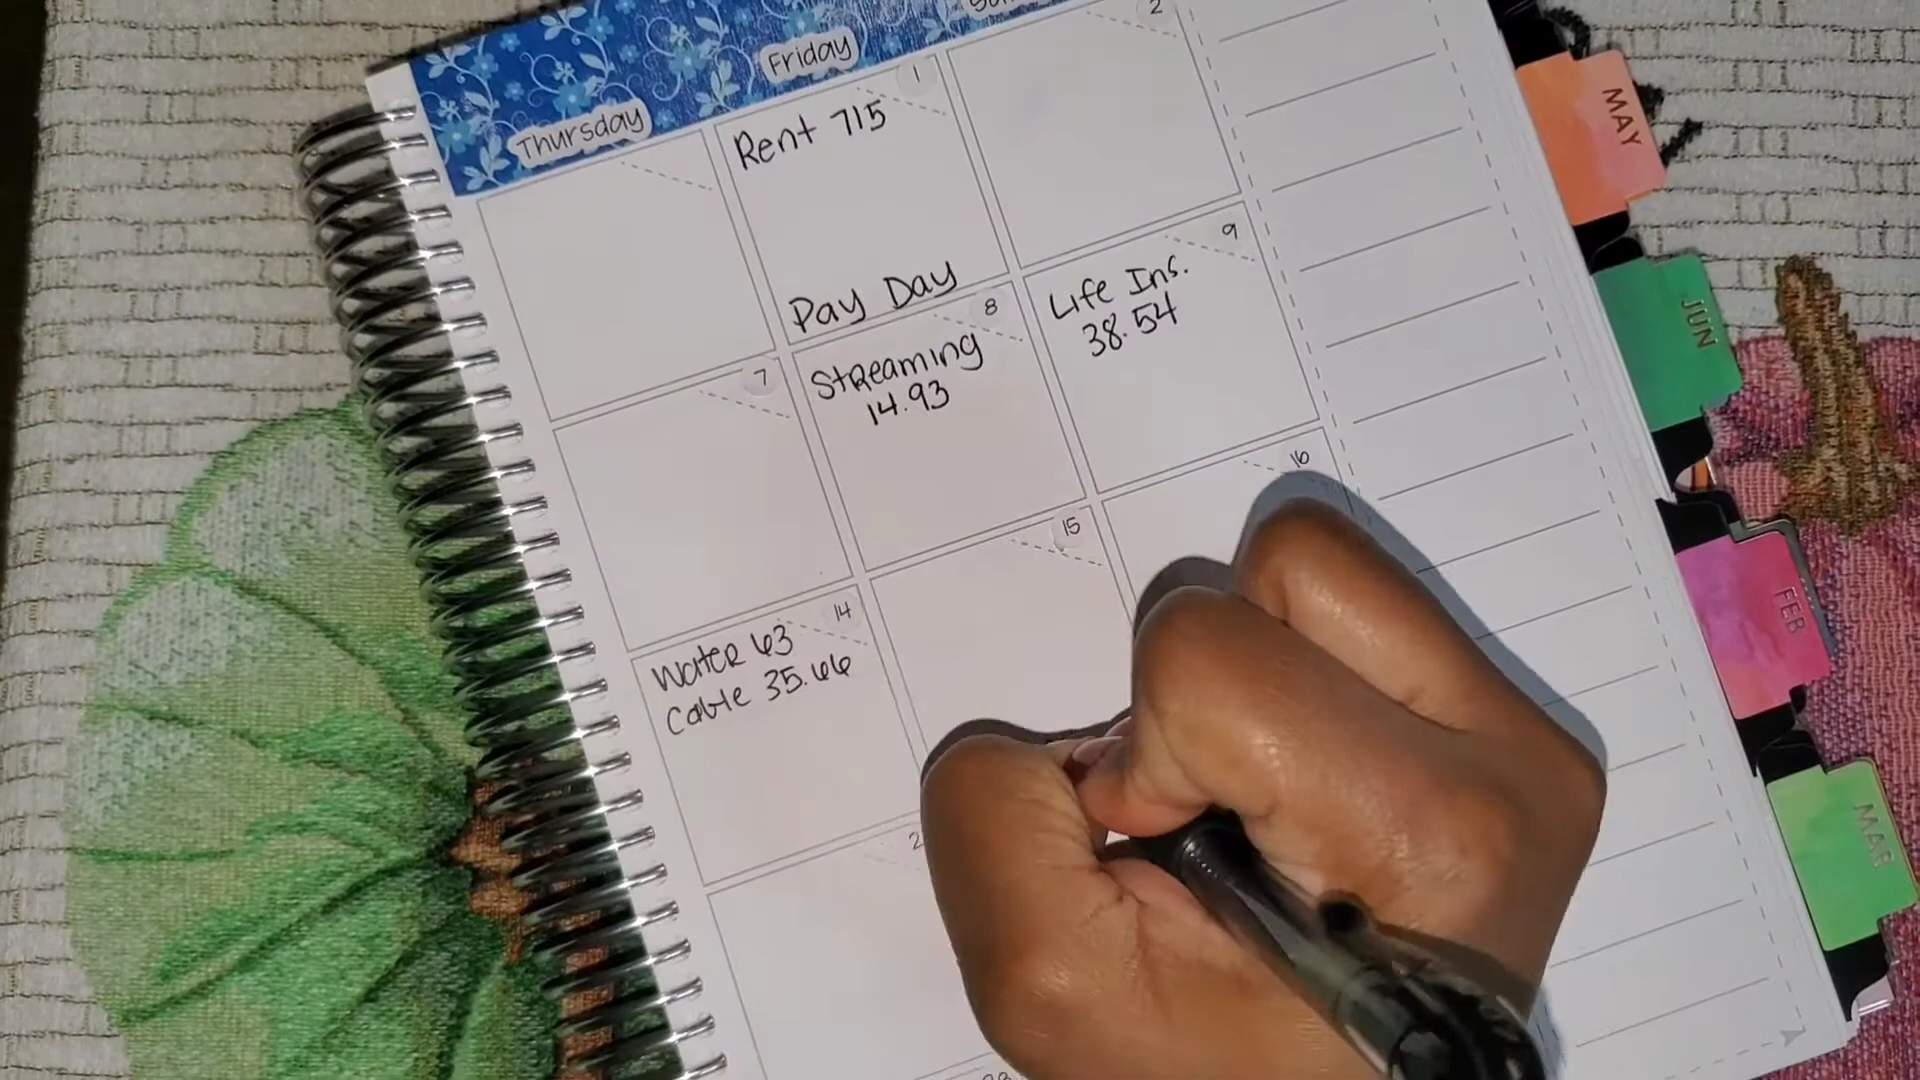 Thursday
Friday
1
2
Rent 715
Pay Day
7
8
9
Streaming
14.93
Life Ins.
38.54
14
15
16
Water 63
Cable 35.66
MAY
JUN
FEB
MAR